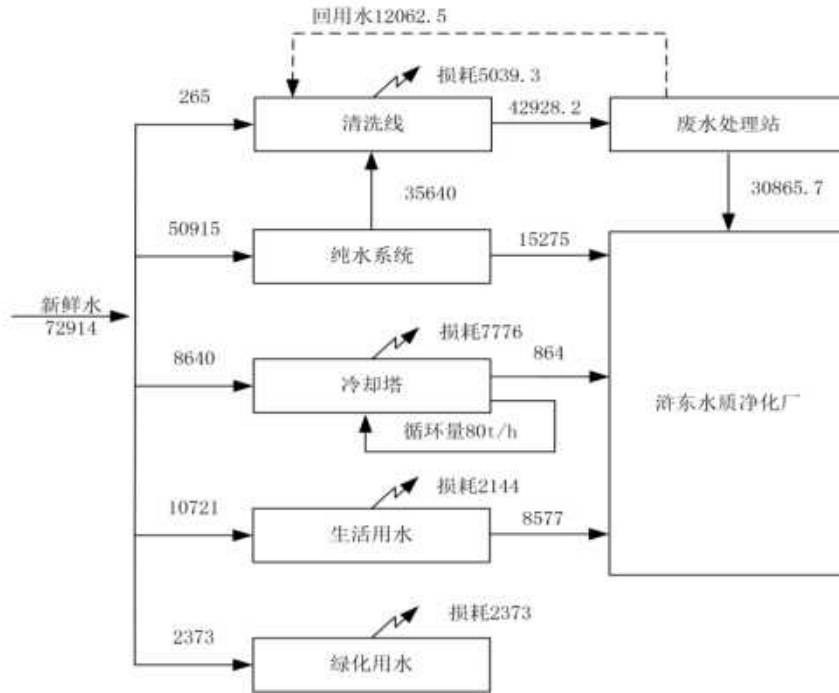 回用水12062.5
损耗5039.3
265
清洗线
42928.2
废水处理站
35640
30865.7
50915
纯水系统
15275
新鲜水
72914
损耗7776
8640
冷却塔
864
浒东水质净化厂
循环量80t/h
损耗2144
10721
生活用水
8577
损耗2373
2373
绿化用水